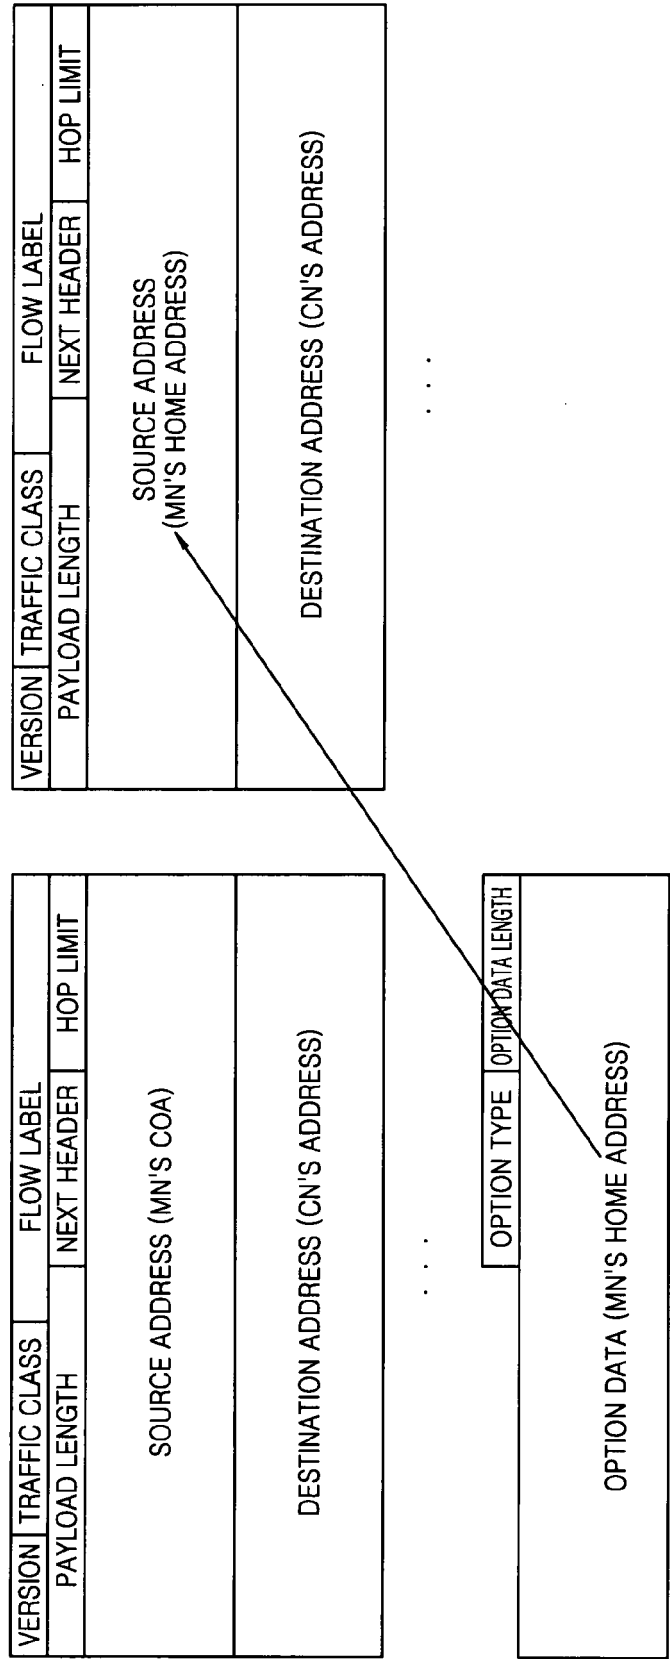 VERSION TRAFFIC CLASS FLOW LABEL
PAYLOAD LENGTH NEXT HEADER HOP LIMIT
SOURCE ADDRESS (MN'S COA)
DESTINATION ADDRESS (CN'S ADDRESS)
. . .
OPTION TYPE OPTION DATA LENGTH
OPTION DATA (MN'S HOME ADDRESS)
VERSION TRAFFIC CLASS FLOW LABEL
PAYLOAD LENGTH NEXT HEADER HOP LIMIT
SOURCE ADDRESS
(MN'S HOME ADDRESS)
DESTINATION ADDRESS (CN'S ADDRESS)
. . .